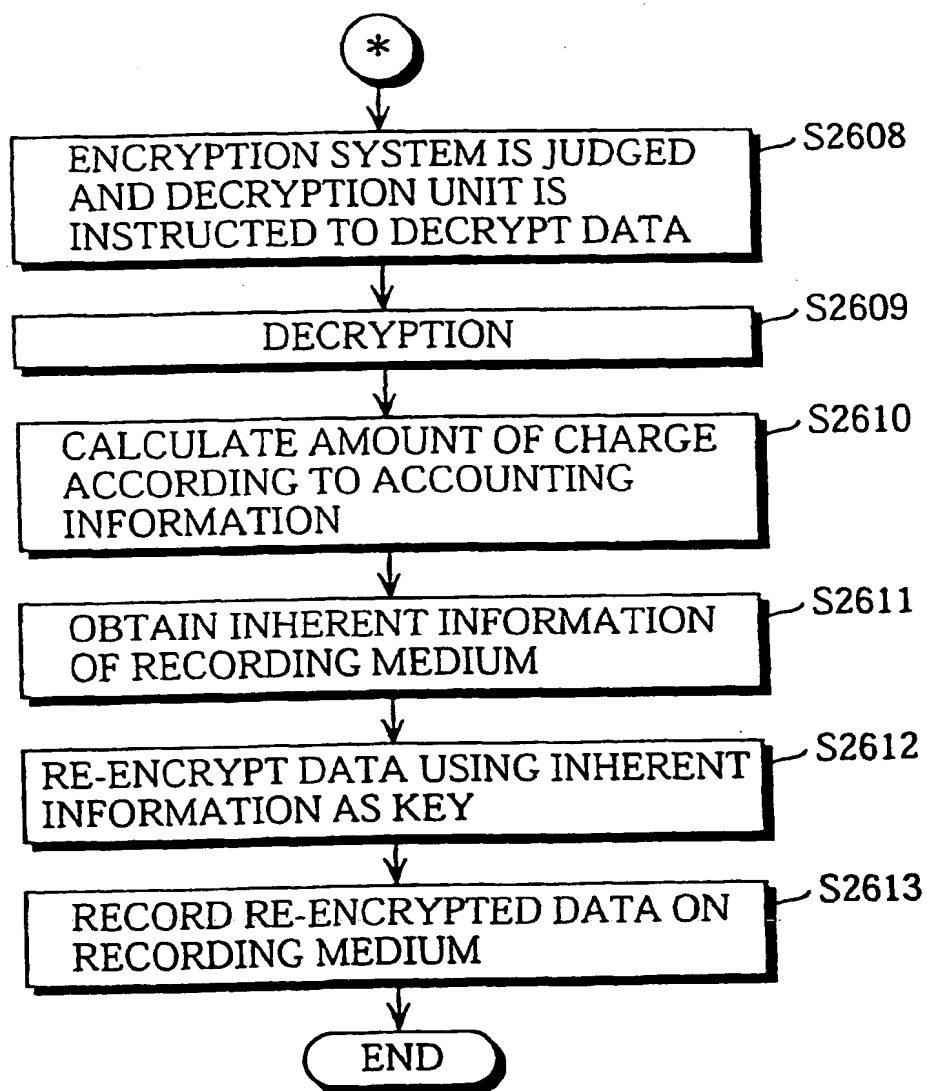 *
ENCRYPTION SYSTEM IS JUDGED
AND DECRYPTION UNIT IS
INSTRUCTED TO DECRYPT DATA
S2608
DECRYPTION
S2609
CALCULATE AMOUNT OF CHARGE
ACCORDING TO ACCOUNTING
INFORMATION
S2610
OBTAIN INHERENT INFORMATION
OF RECORDING MEDIUM
S2611
RE-ENCRYPT DATA USING INHERENT
INFORMATION AS KEY
S2612
RECORD RE-ENCRYPTED DATA ON
RECORDING MEDIUM
S2613
END